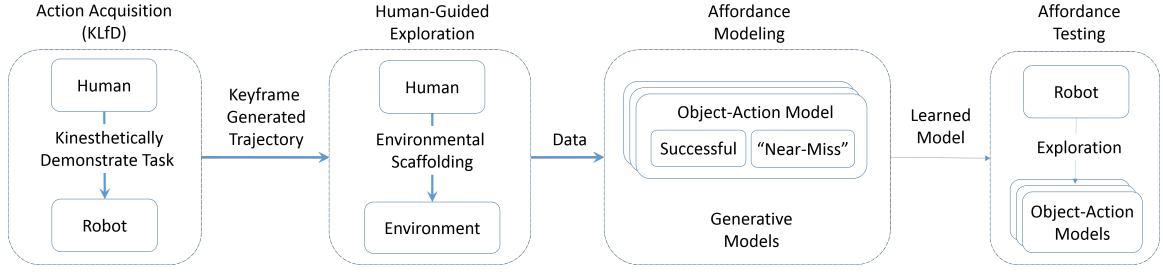 Action Acquisition
(KLfD)
Human
Kinesthetically
Demonstrate Task
Robot
Keyframe
Generated
Trajectory
Human-Guided
Exploration
Human
Environmental
Scaffolding
Environment
Data
Affordance
Modeling
Object-Action Model
Successful
“Near-Miss”
Generative
Models
Learned
Model
Affordance
Testing
Robot
Exploration
Object-Action
Models